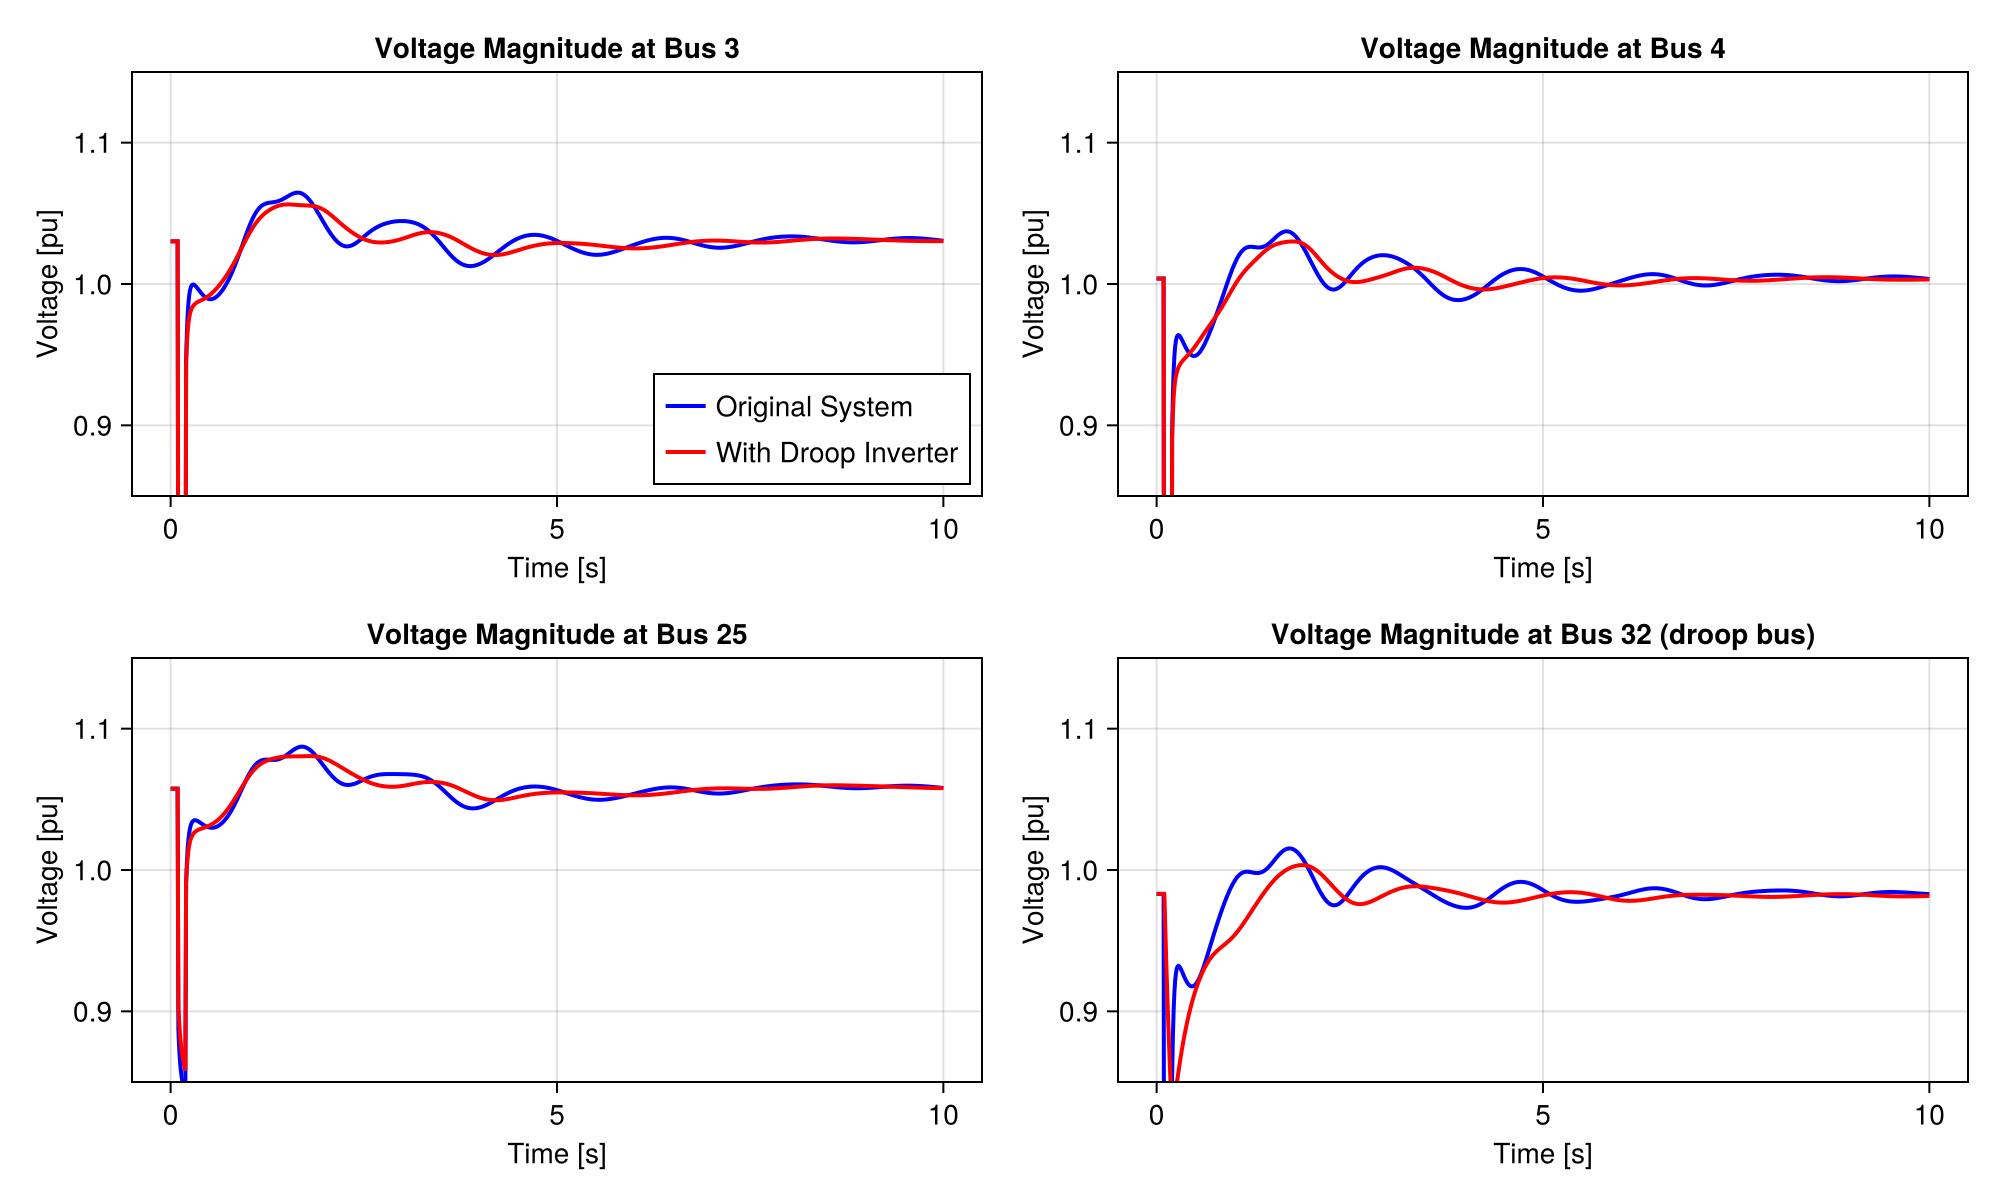 Voltage Magnitude at Bus 3
Voltage [pu]
1.1
1.0
0.9
Original System
With Droop Inverter
0 5 10
Time [s]
Voltage Magnitude at Bus 4
Voltage [pu]
1.1
1.0
0.9
0 5 10
Time [s]
Voltage Magnitude at Bus 25
Voltage [pu]
1.1
1.0
0.9
0 5 10
Time [s]
Voltage Magnitude at Bus 32 (droop bus)
Voltage [pu]
1.1
1.0
0.9
0 5 10
Time [s]